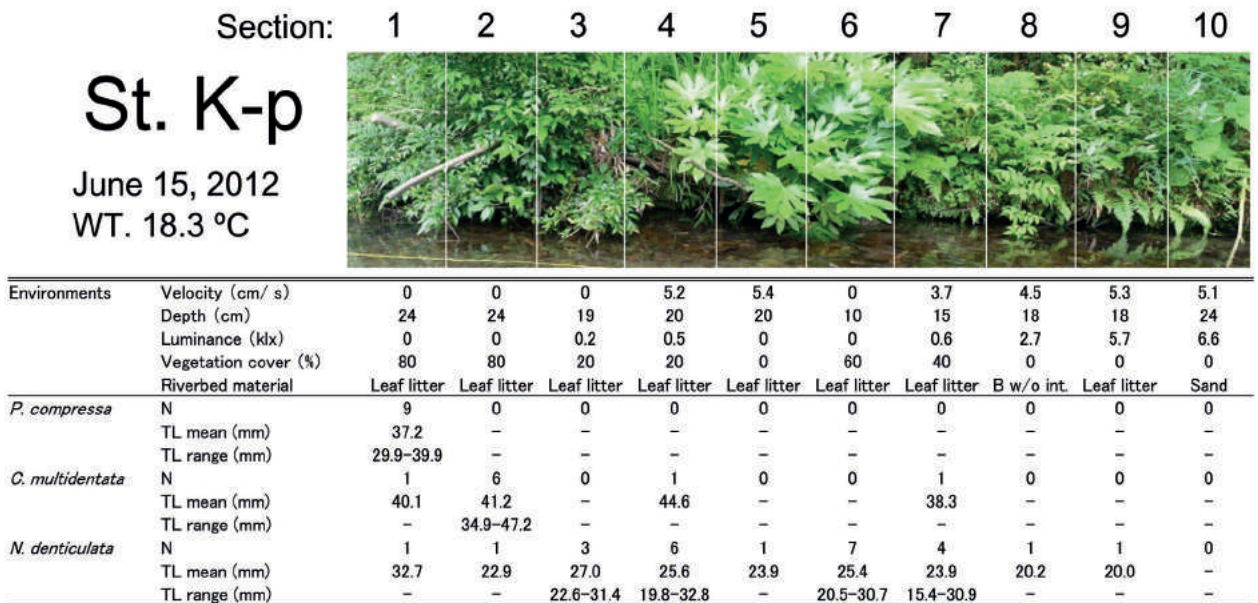 Section: 1 2 3 4 5 6 7 8 9 10
St. K-p
June 15, 2012
WT. 18.3 ºC
Environments Velocity (cm/ s) 0 0 0 5.2 5.4 0 3.7 4.5 5.3 5.1
Depth (cm) 24 24 19 20 20 10 15 18 18 24
Luminance (klx) 0 0 0.2 0.5 0 0 0.6 2.7 5.7 6.6
Vegetation cover (%) 80 80 20 20 0 60 40 0 0 0
Riverbed material Leaf litter Leaf litter Leaf litter Leaf litter Leaf litter Leaf litter Leaf litter B w/o int. Leaf litter Sand
P. compressa N 9 0 0 0 0 0 0 0 0 0
TL mean (mm) 37.2 – – – – – – – – –
TL range (mm) 29.9–39.9 – – – – – – – – –
C. multidentata N 1 6 0 1 0 0 1 0 0 0
TL mean (mm) 40.1 41.2 – 44.6 – – 38.3 – – –
TL range (mm) – 34.9–47.2 – – – – – – – –
N. denticulata N 1 1 3 6 1 7 4 1 1 0
TL mean (mm) 32.7 22.9 27.0 25.6 23.9 25.4 23.9 20.2 20.0 –
TL range (mm) – – 22.6–31.4 19.8–32.8 – 20.5–30.7 15.4–30.9 – – –